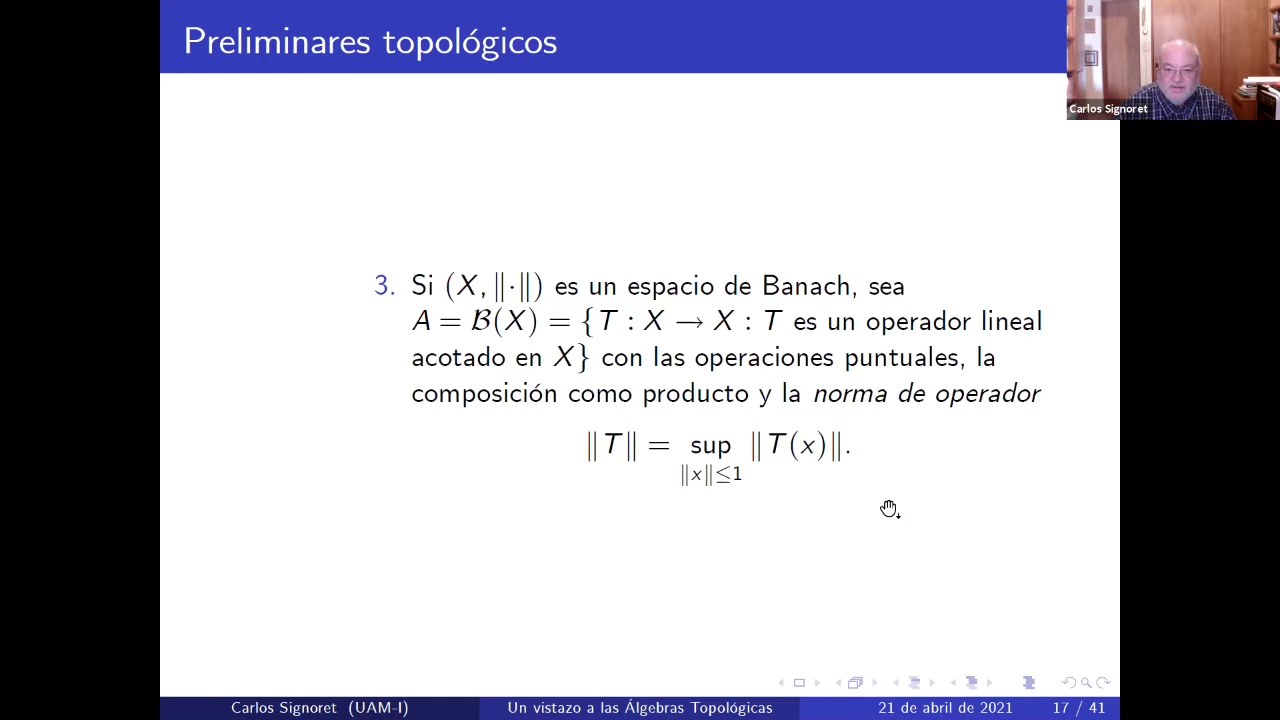 Preliminares topológicos
Carlos Signoret
3. Si (X, ‖·‖) es un espacio de Banach, sea
A = ℬ(X) = {T : X → X : T es un operador lineal
acotado en X} con las operaciones puntuales, la
composición como producto y la norma de operador
‖T‖ = sup ‖T(x)‖.
‖x‖≤1
Carlos Signoret (UAM-I) Un vistazo a las Álgebras Topológicas 21 de abril de 2021 17 / 41